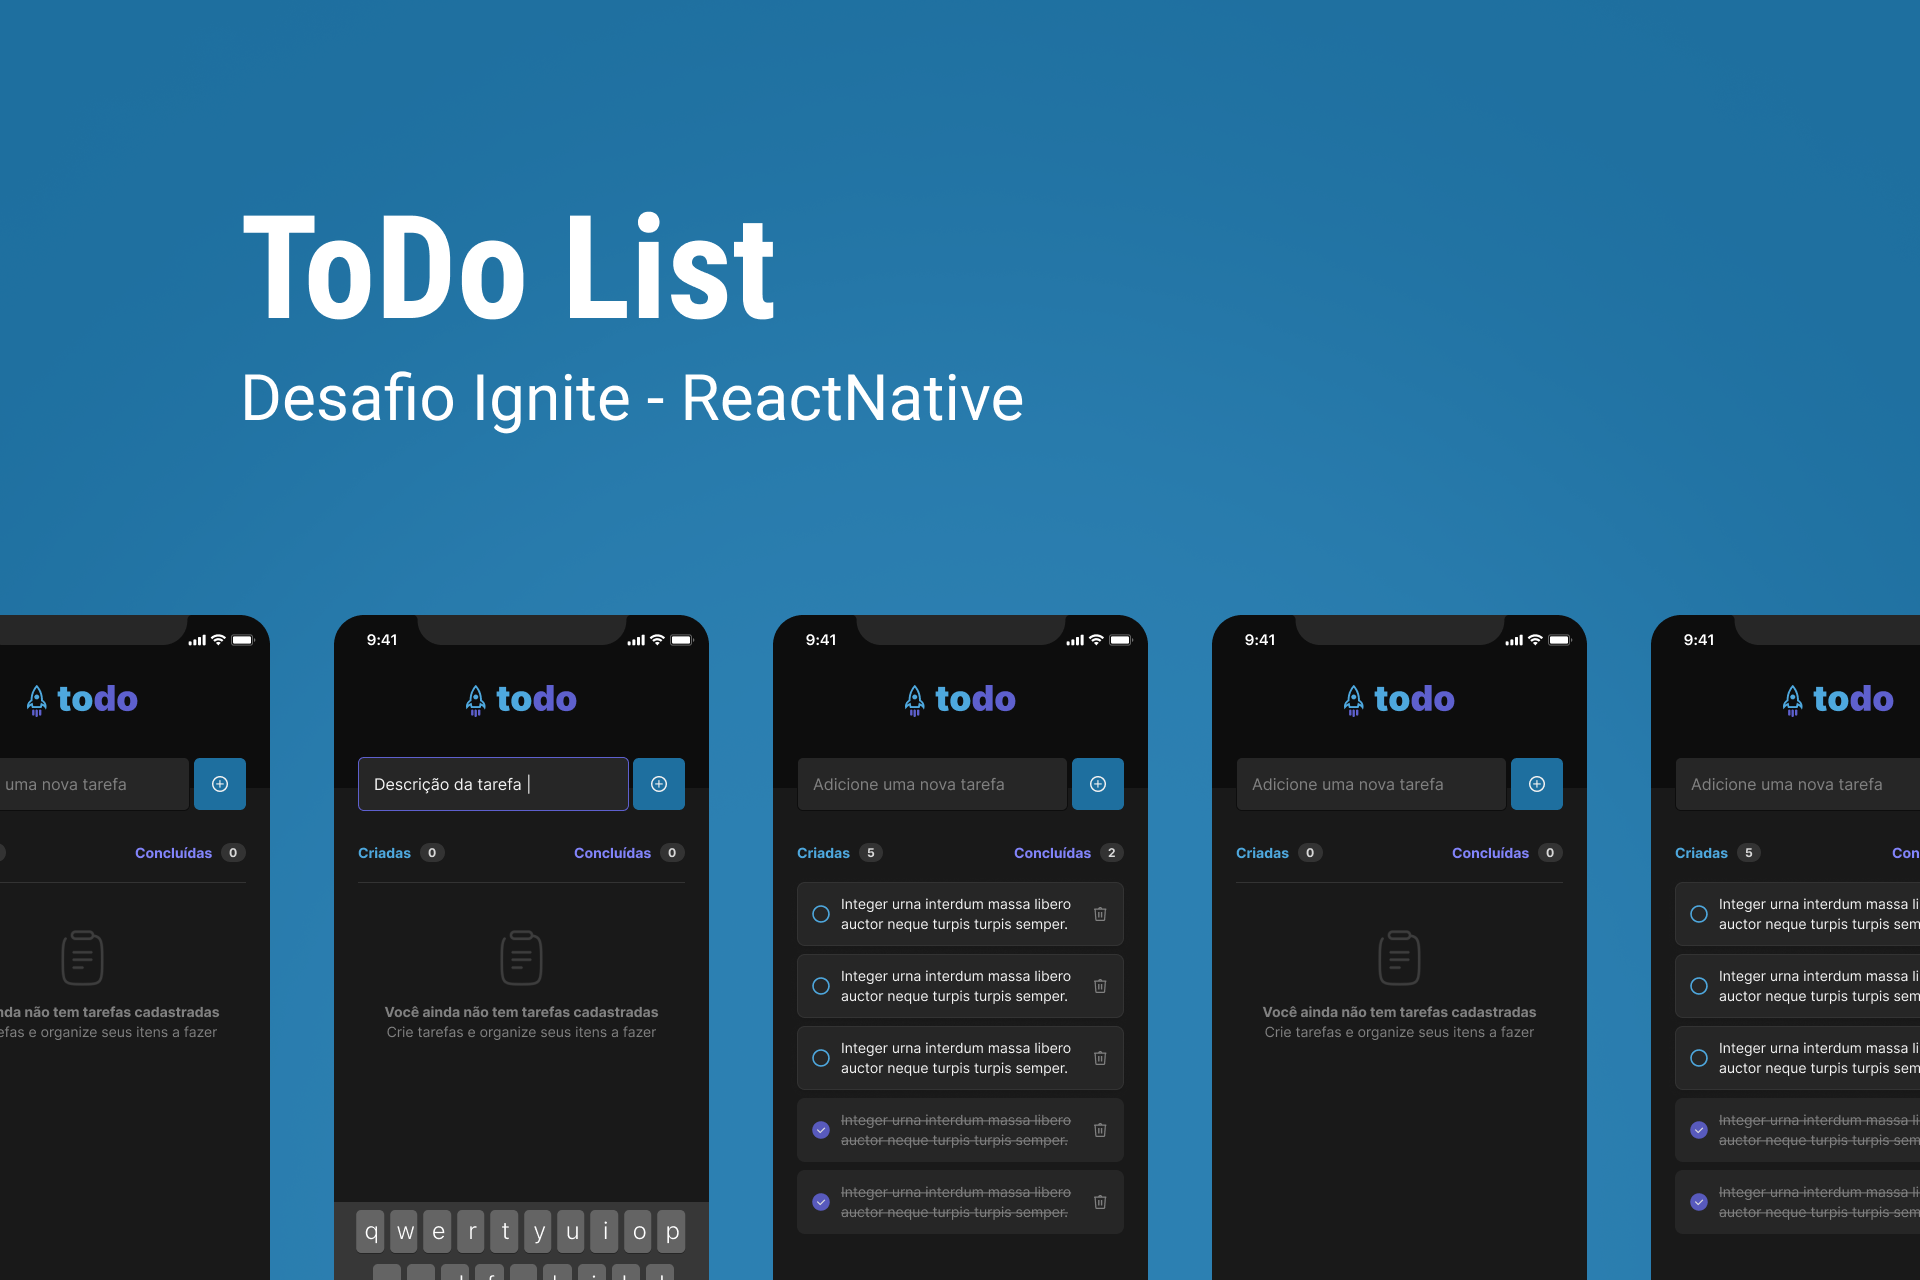 ToDo List
Desafio Ignite - ReactNative
todo
uma nova tarefa
Concluídas 0
não tem tarefas cadastradas
e organize seus itens a fazer
9:41
todo
Descrição da tarefa
Criadas 0 Concluídas 0
Você ainda não tem tarefas cadastradas
Crie tarefas e organize seus itens a fazer
q w e r t y u i o p
9:41
todo
Adicione uma nova tarefa
Criadas 5 Concluídas 2
Integer urna interdum massa libero
auctor neque turpis turpis semper.
Integer urna interdum massa libero
auctor neque turpis turpis semper.
Integer urna interdum massa libero
auctor neque turpis turpis semper.
Integer urna interdum massa libero
auctor neque turpis turpis semper.
Integer urna interdum massa libero
auctor neque turpis turpis semper.
9:41
todo
Adicione uma nova tarefa
Criadas 0 Concluídas 0
Você ainda não tem tarefas cadastradas
Crie tarefas e organize seus itens a fazer
9:41
todo
Adicione uma nova tarefa
Criadas 5 Con
Integer urna interdum massa li
auctor neque turpis turpis sem
Integer urna interdum massa li
auctor neque turpis turpis sem
Integer urna interdum massa li
auctor neque turpis turpis sem
Integer urna interdum massa li
auctor neque turpis turpis sem
Integer urna interdum massa li
auctor neque turpis turpis sem